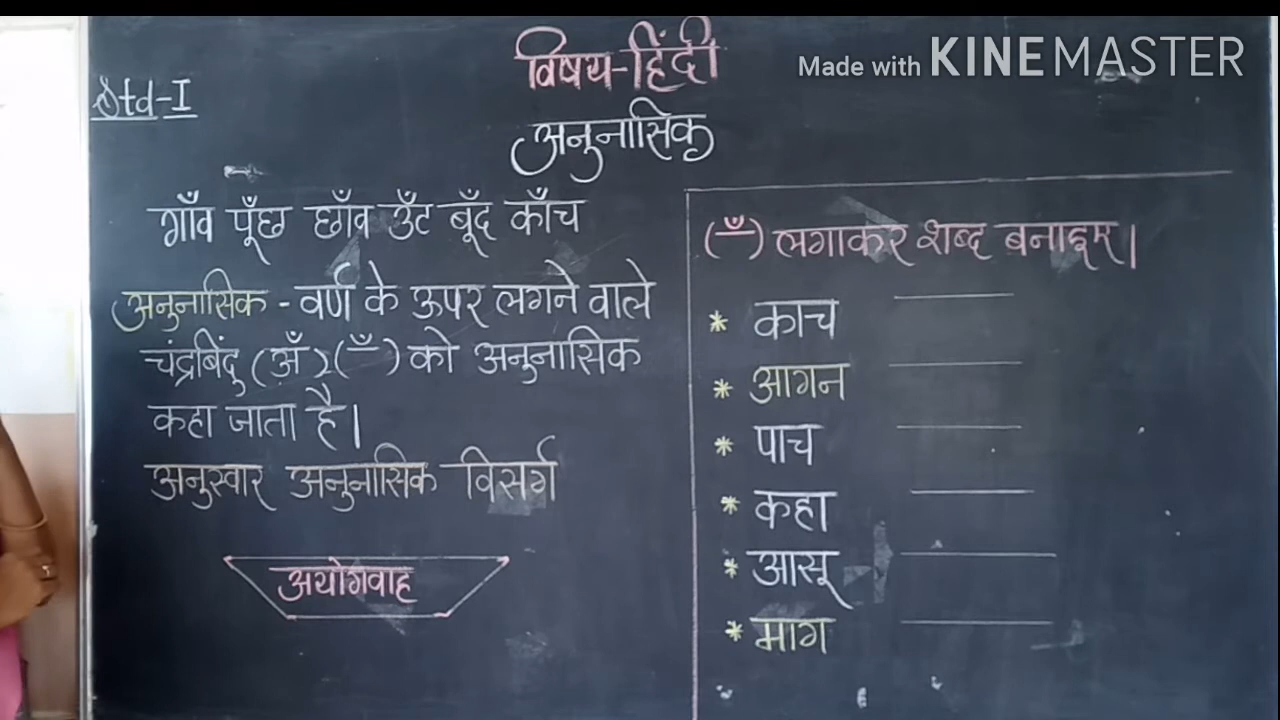 Made with KINEMASTER
Std-I
विषय-हिंदी
अनुनासिक
गाँव पूँछ छाँव उँट बूँद काँच
अनुनासिक - वर्ण के ऊपर लगने वाले
चंद्रबिंदु (अँ) (ँ) को अनुनासिक
कहा जाता है।
अनुस्वार अनुनासिक विसर्ग
अयोगवाह
(ँ) लगाकर शब्द बनाइए।
* काच
* आगन
* पाच
* कहा
* आसू
* माग